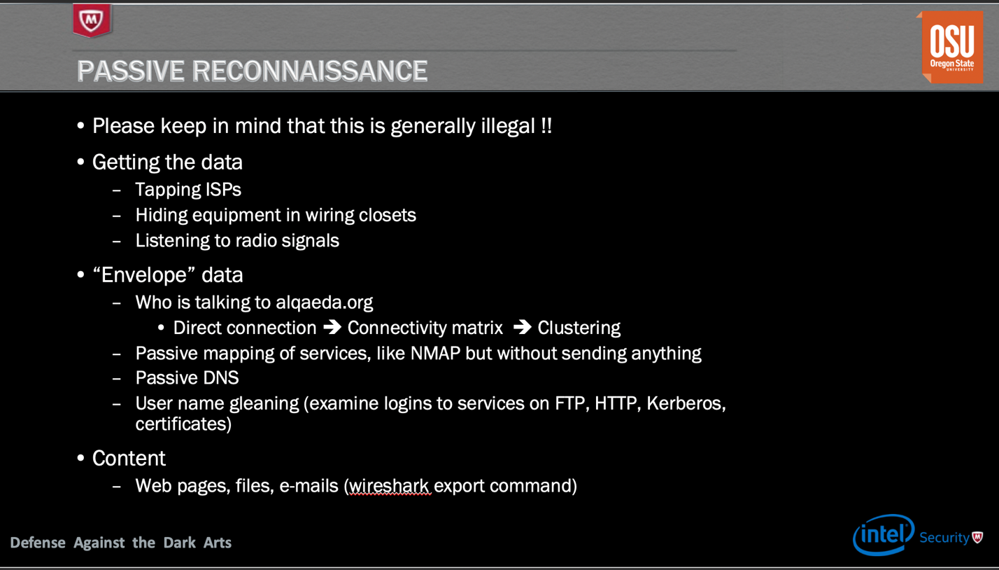 M
OSU
Oregon State
UNIVERSITY
PASSIVE RECONNAISSANCE
• Please keep in mind that this is generally illegal !!
• Getting the data
– Tapping ISPs
– Hiding equipment in wiring closets
– Listening to radio signals
• “Envelope” data
– Who is talking to alqaeda.org
• Direct connection ➔ Connectivity matrix ➔ Clustering
– Passive mapping of services, like NMAP but without sending anything
– Passive DNS
– User name gleaning (examine logins to services on FTP, HTTP, Kerberos,
certificates)
• Content
– Web pages, files, e-mails (wireshark export command)
Defense Against the Dark Arts
intel Security M